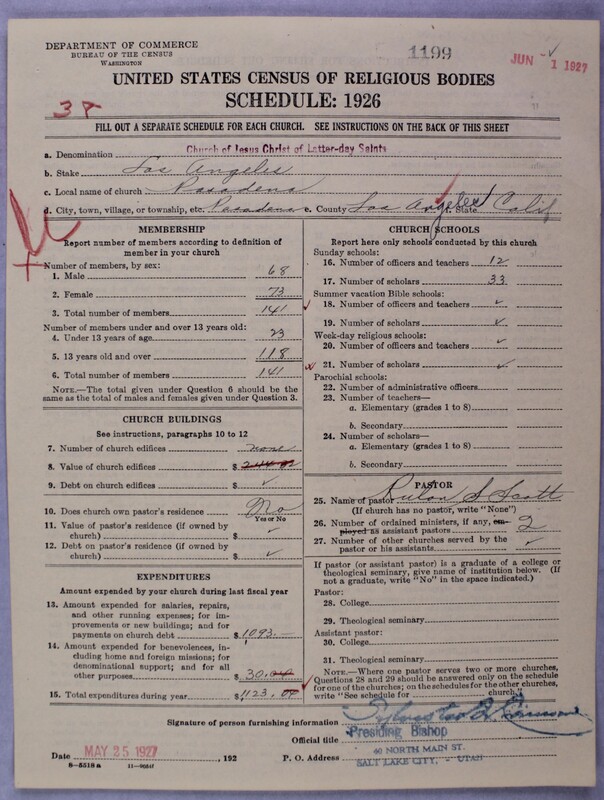 DEPARTMENT OF COMMERCE
BUREAU OF THE CENSUS
WASHINGTON
1199
JUN - 1 1927
UNITED STATES CENSUS OF RELIGIOUS BODIES
SCHEDULE: 1926
FILL OUT A SEPARATE SCHEDULE FOR EACH CHURCH. SEE INSTRUCTIONS ON THE BACK OF THIS SHEET
a. Denomination Church of Jesus Christ of Latter-day Saints
b. Stake Los Angeles
c. Local name of church Pasadena
d. City, town, village, or township, etc. Pasadena e. County Los Angeles State Calif
MEMBERSHIP
Report number of members according to definition of
member in your church
Number of members, by sex:
1. Male 68
2. Female 73
3. Total number of members 141
Number of members under and over 13 years old:
4. Under 13 years of age 23
5. 13 years old and over 118
6. Total number of members 141
NOTE.—The total given under Question 6 should be
the same as the total of males and females given under Question 3.
CHURCH BUILDINGS
See instructions, paragraphs 10 to 12
7. Number of church edifices none
8. Value of church edifices $
9. Debt on church edifices $ ✓
10. Does church own pastor's residence No
Yes or No
11. Value of pastor's residence (if owned by
church) $ ✓
12. Debt on pastor's residence (if owned by
church) $ ✓
EXPENDITURES
Amount expended by your church during last fiscal year
13. Amount expended for salaries, repairs,
and other running expenses; for im-
provements or new buildings; and for
payments on church debt $ 1093.—
14. Amount expended for benevolences,
including home and foreign missions; for
denominational support; and for all
other purposes $ 30.00
15. Total expenditures during year $ 1123.00
CHURCH SCHOOLS
Report here only schools conducted by this church
Sunday schools:
16. Number of officers and teachers 12
17. Number of scholars 33
Summer vacation Bible schools:
18. Number of officers and teachers ✓
19. Number of scholars ✓
Week-day religious schools:
20. Number of officers and teachers ✓
21. Number of scholars ✓
Parochial schools:
22. Number of administrative officers
23. Number of teachers—
a. Elementary (grades 1 to 8)
b. Secondary
24. Number of scholars—
a. Elementary (grades 1 to 8)
b. Secondary
PASTOR
25. Name of pastor Rulon S Scott
(If church has no pastor, write "None")
26. Number of ordained ministers, if any, em-
ployed as assistant pastors 2
27. Number of other churches served by the
pastor or his assistants ✓
If pastor (or assistant pastor) is a graduate of a college or
theological seminary, give name of institution below. (If
not a graduate, write "No" in the space indicated.)
Pastor:
28. College
29. Theological seminary
Assistant pastor:
30. College
31. Theological seminary
NOTE.—Where one pastor serves two or more churches,
Questions 28 and 29 should be answered only on the schedule
for one of the churches; on the schedules for the other churches,
write "See schedule for church."
Signature of person furnishing information
Official title Presiding Bishop
Date MAY 25 1927, 192 P. O. Address 40 NORTH MAIN ST.
SALT LAKE CITY, - UTAH
8-5518 a